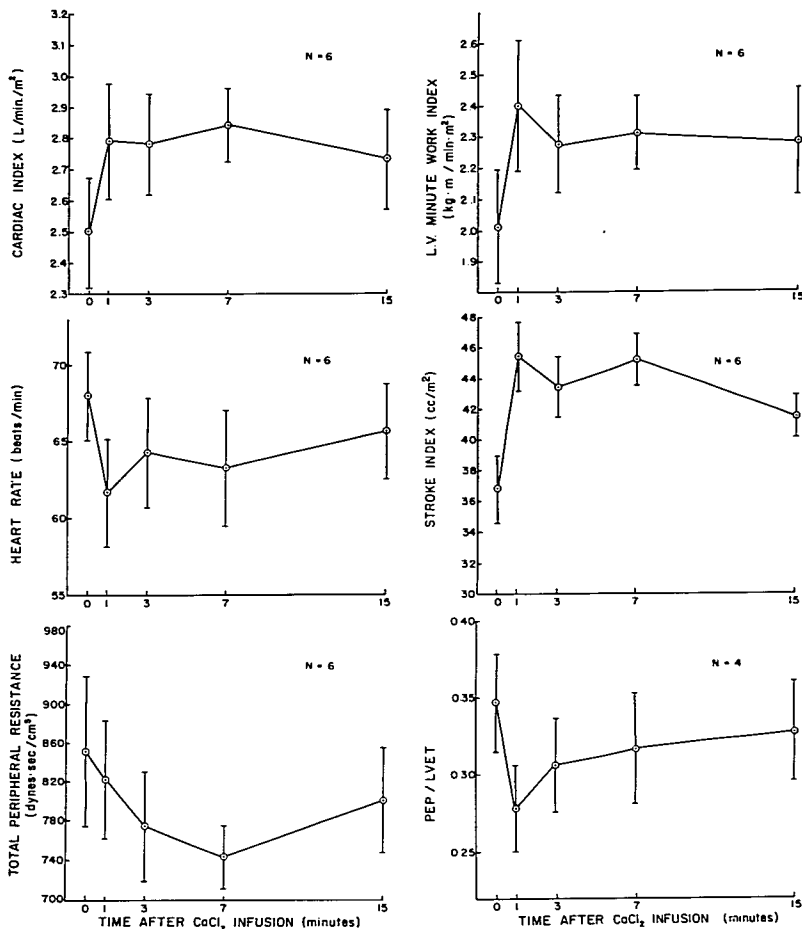 CARDIAC INDEX (L/min./m²)
3.1
3.0
2.9
2.8
2.7
2.6
2.5
2.4
2.3
N=6
0 1 3 7 15
L.V. MINUTE WORK INDEX
(kg·m / min·m²)
2.6
2.5
2.4
2.3
2.2
2.1
2.0
1.9
N=6
0 1 3 7 15
HEART RATE (beats/min)
70
65
60
55
N=6
0 1 3 7 15
STROKE INDEX (cc/m²)
48
46
44
42
40
38
36
34
32
30
N=6
0 1 3 7 15
TOTAL PERIPHERAL RESISTANCE
(dynes·sec/cm⁵)
980
940
900
860
820
780
740
700
N=6
0 1 3 7 15
TIME AFTER CaCl₂ INFUSION (minutes)
PEP / LVET
0.40
0.35
0.30
0.25
N=4
0 1 3 7 15
TIME AFTER CaCl₂ INFUSION (minutes)